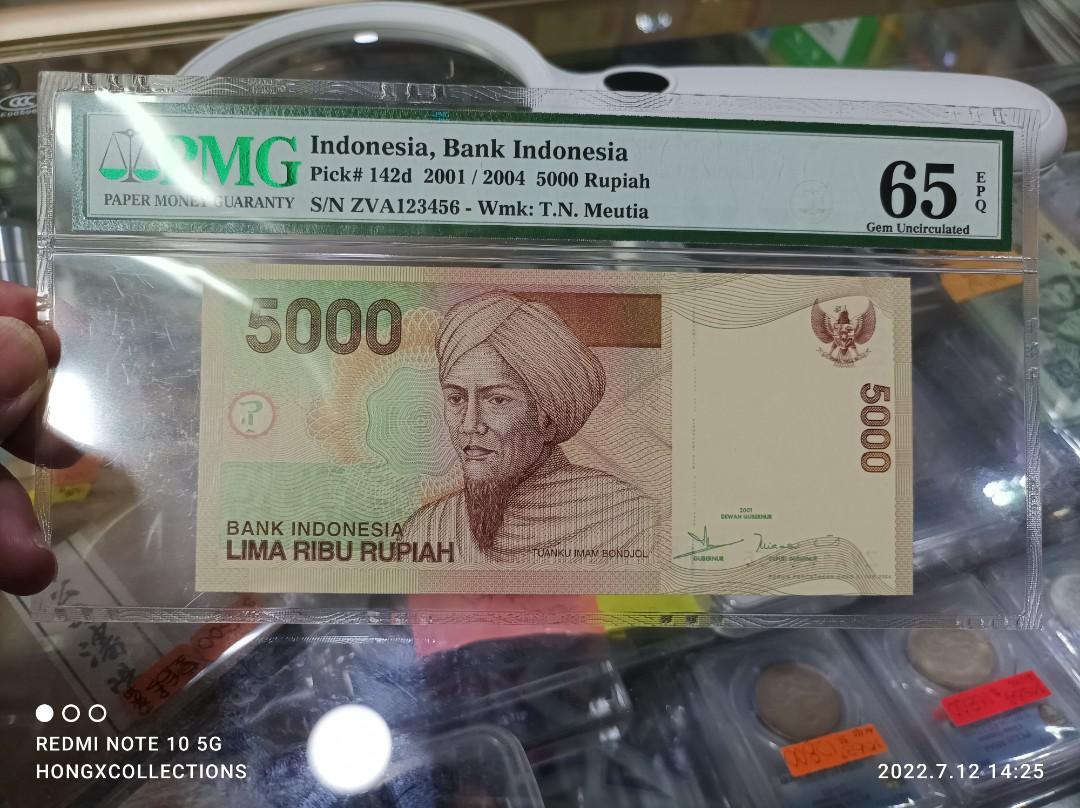 PMG
PAPER MONEY GUARANTY
Indonesia, Bank Indonesia
Pick# 142d 2001 / 2004 5000 Rupiah
S/N ZVA123456 - Wmk: T.N. Meutia
65
EPQ
Gem Uncirculated
5000
5000
2001
DEWAN GUBERNUR
GUBERNUR
BANK INDONESIA
LIMA RIBU RUPIAH
TUANKU IMAM BONDJOL
REDMI NOTE 10 5G
HONGXCOLLECTIONS
2022.7.12 14:25